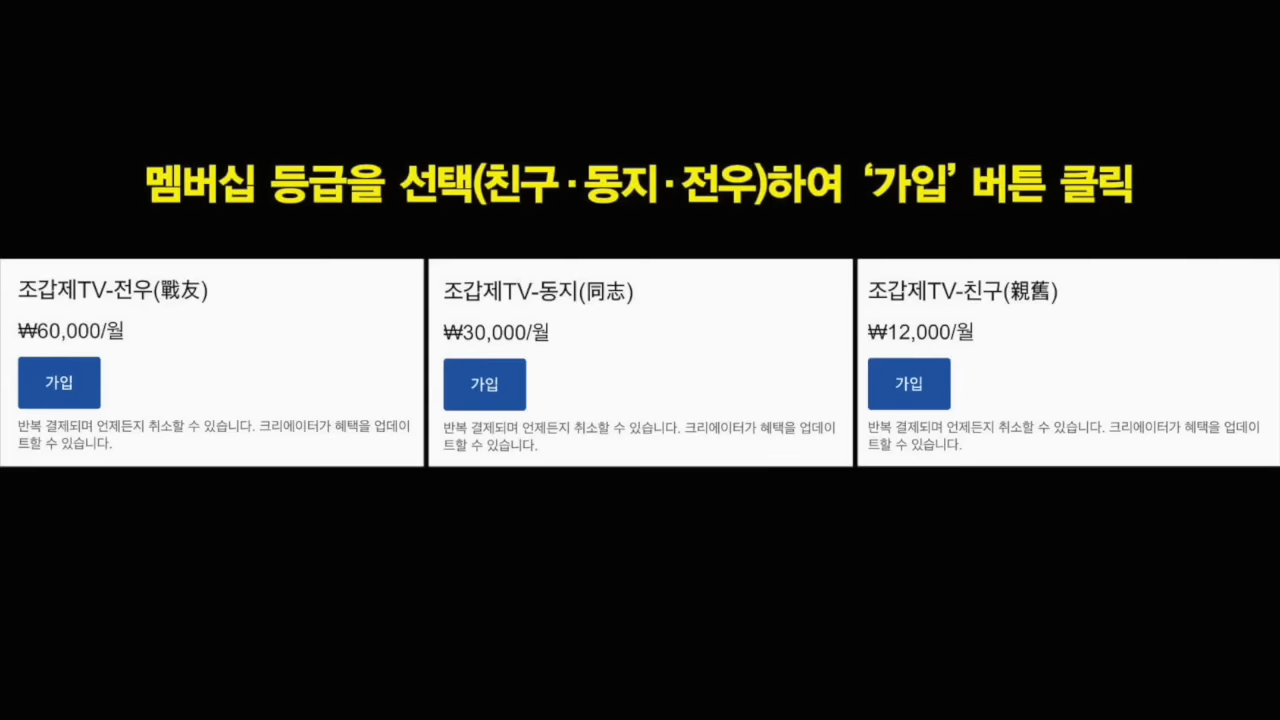 멤버십 등급을 선택(친구·동지·전우)하여 ‘가입’ 버튼 클릭
조갑제TV-전우(戰友)
₩60,000/월
가입
반복 결제되며 언제든지 취소할 수 있습니다. 크리에이터가 혜택을 업데이
트할 수 있습니다.
조갑제TV-동지(同志)
₩30,000/월
가입
반복 결제되며 언제든지 취소할 수 있습니다. 크리에이터가 혜택을 업데이
트할 수 있습니다.
조갑제TV-친구(親舊)
₩12,000/월
가입
반복 결제되며 언제든지 취소할 수 있습니다. 크리에이터가 혜택을 업데이
트할 수 있습니다.